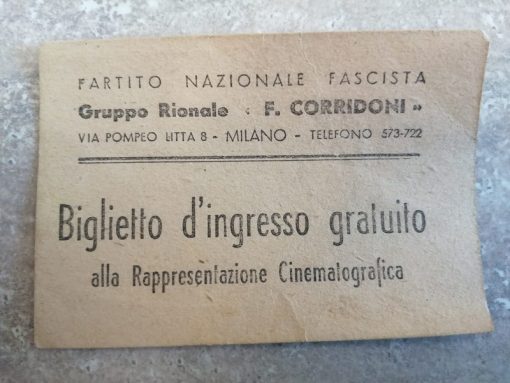 PARTITO NAZIONALE FASCISTA
Gruppo Rionale « F. CORRIDONI »
VIA POMPEO LITTA 8 - MILANO - TELEFONO 573-722
Biglietto d'ingresso gratuito
alla Rappresentazione Cinematografica